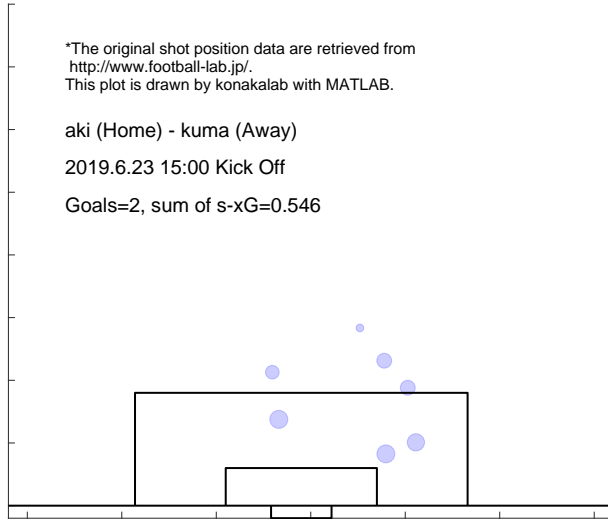 *The original shot position data are retrieved from
http://www.football-lab.jp/.
This plot is drawn by konakalab with MATLAB.
aki (Home) - kuma (Away)
2019.6.23 15:00 Kick Off
Goals=2, sum of s-xG=0.546